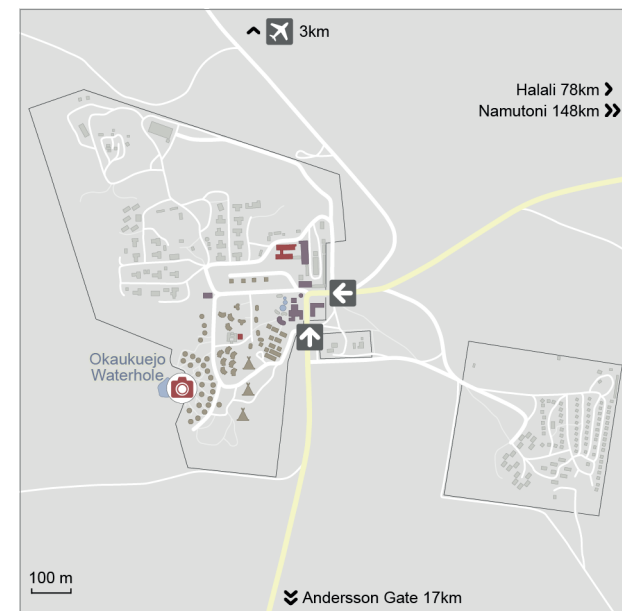 3km
Halali 78km
Namutoni 148km
Okaukuejo
Waterhole
100 m
Andersson Gate 17km